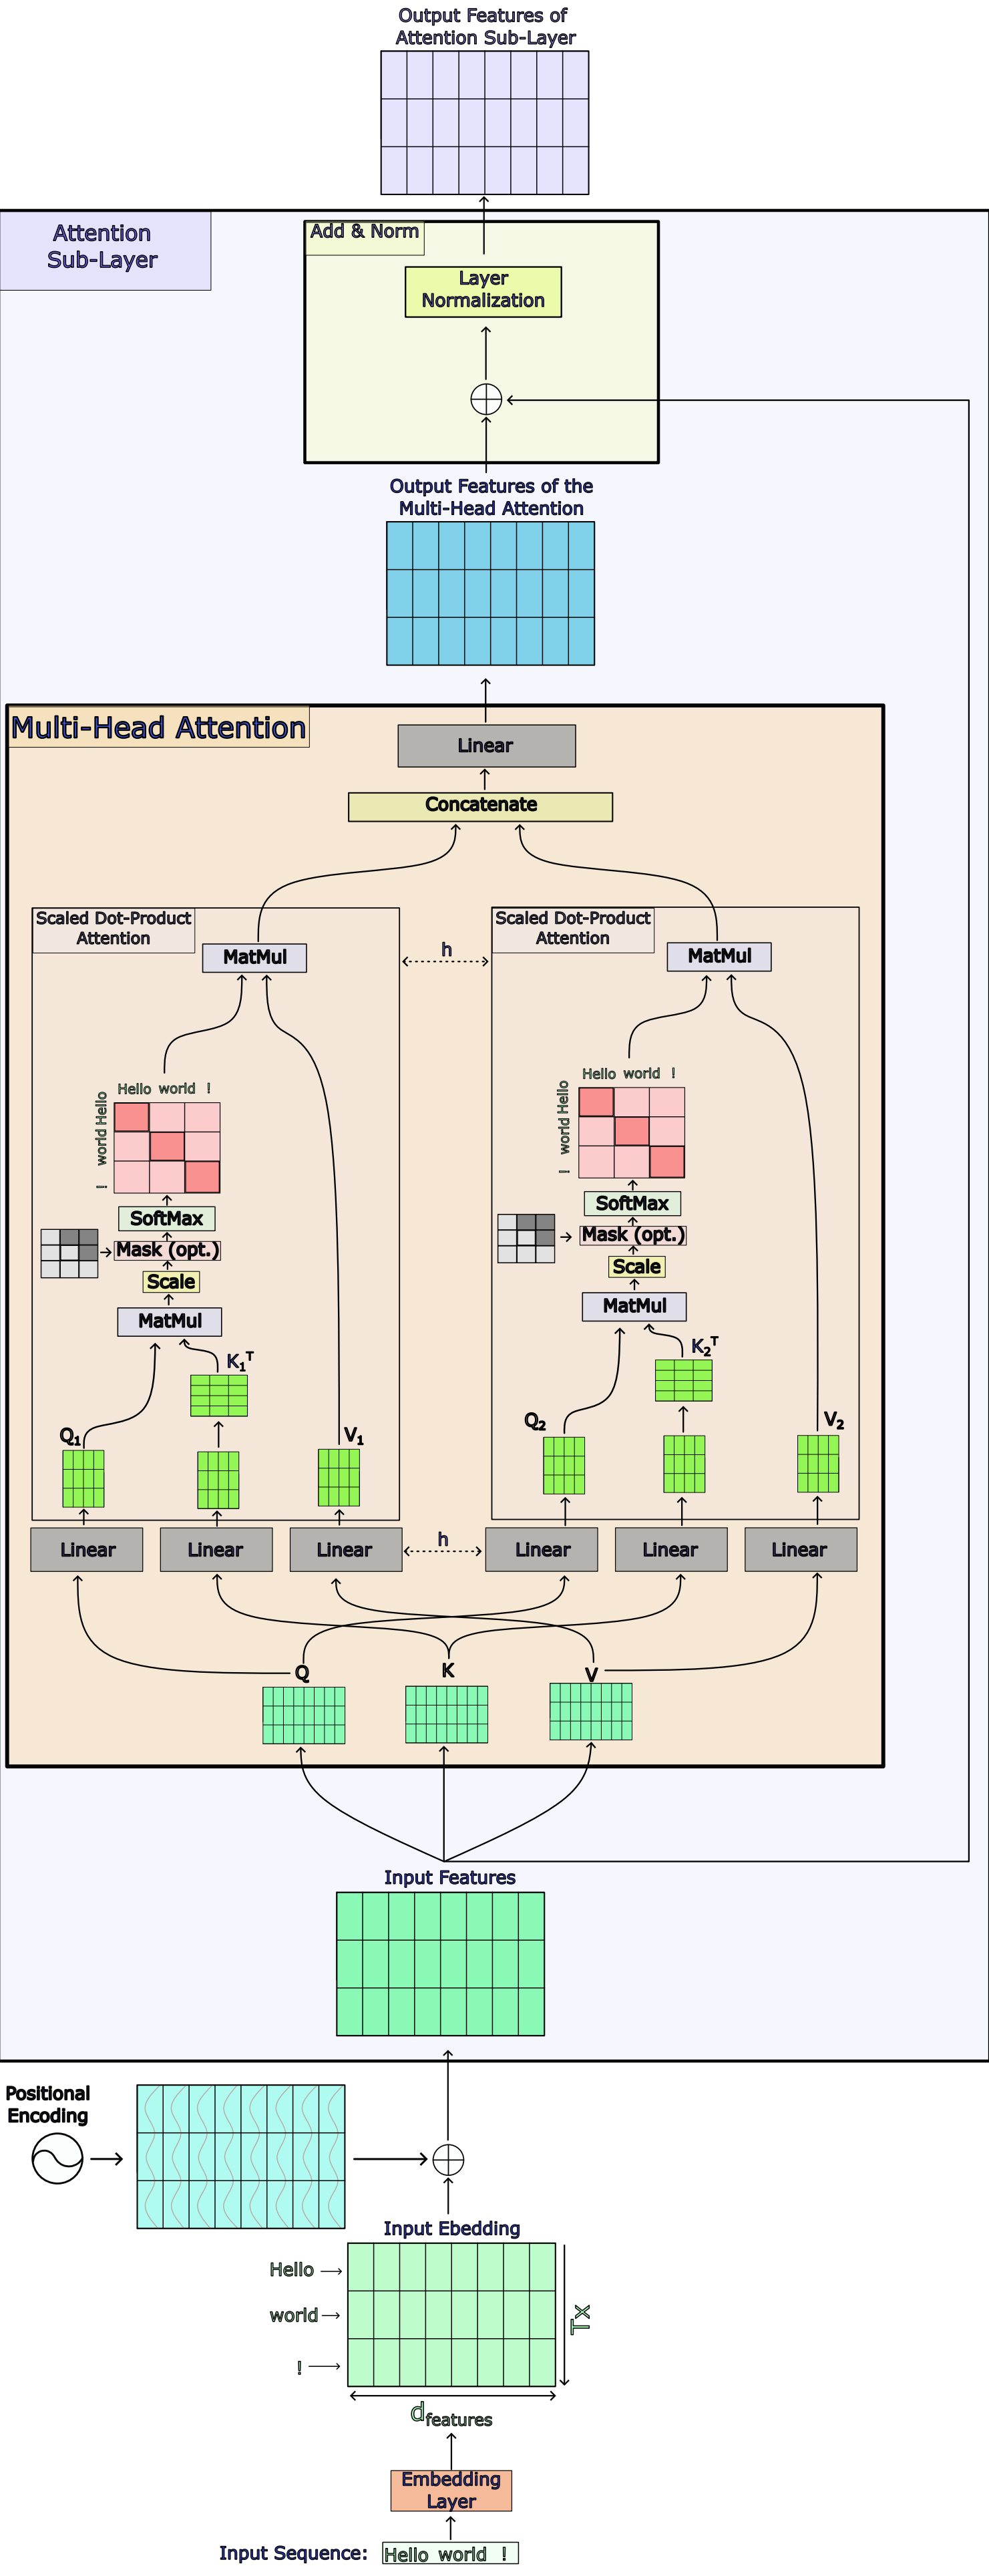 Output Features of
Attention Sub-Layer
Attention
Sub-Layer
Add & Norm
Layer
Normalization
Output Features of the
Multi-Head Attention
Multi-Head Attention
Linear
Concatenate
Scaled Dot-Product
Attention
MatMul
h
Scaled Dot-Product
Attention
MatMul
Hello world !
! world Hello
SoftMax
Mask (opt.)
Scale
MatMul
K₁ᵀ
Q₁
V₁
Hello world !
! world Hello
SoftMax
Mask (opt.)
Scale
MatMul
K₂ᵀ
Q₂
V₂
Linear
Linear
Linear
h
Linear
Linear
Linear
Q
K
V
Input Features
Positional
Encoding
Input Ebedding
Hello
world
!
Tx
d features
Embedding
Layer
Input Sequence: Hello world !